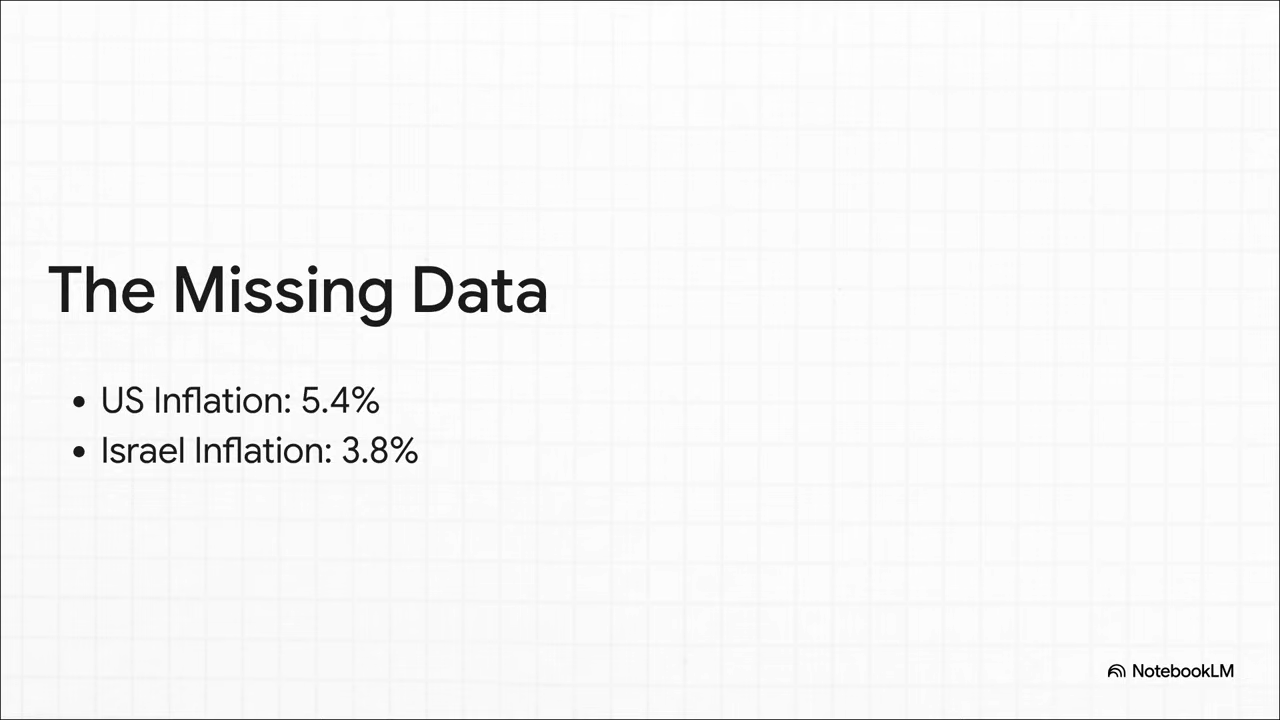 The Missing Data
• US Inflation: 5.4%
• Israel Inflation: 3.8%
NotebookLM